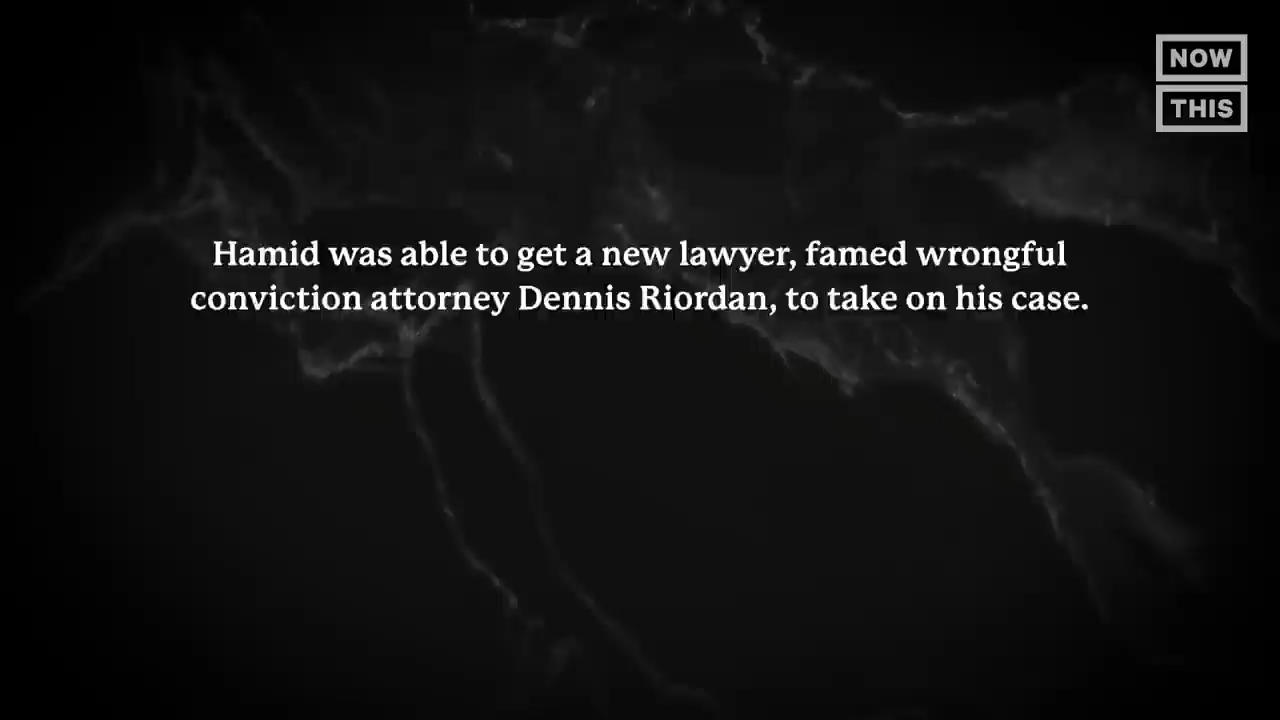 NOW
THIS
Hamid was able to get a new lawyer, famed wrongful
conviction attorney Dennis Riordan, to take on his case.